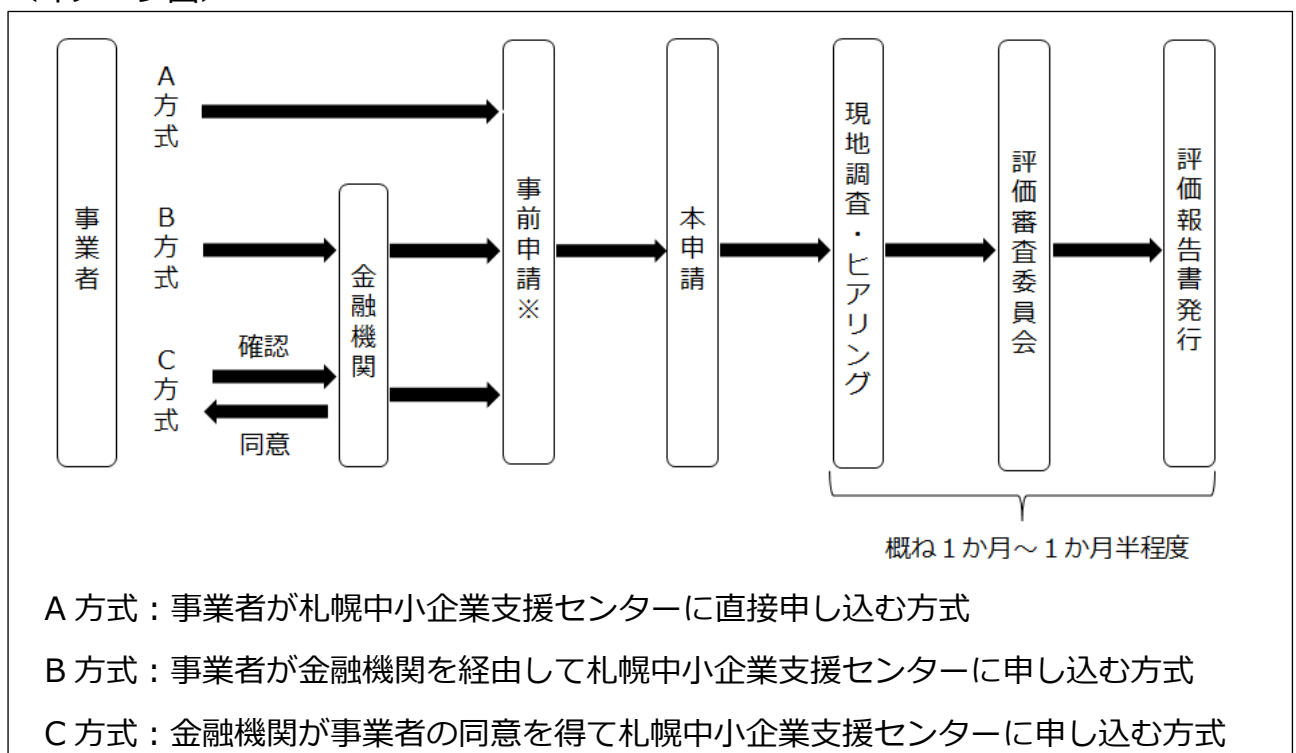 事業者
A方式
B方式
C方式
確認
同意
金融機関
事前申請※
本申請
現地調査・ヒアリング
評価審査委員会
評価報告書発行
概ね1か月～1か月半程度
A方式：事業者が札幌中小企業支援センターに直接申し込む方式
B方式：事業者が金融機関を経由して札幌中小企業支援センターに申し込む方式
C方式：金融機関が事業者の同意を得て札幌中小企業支援センターに申し込む方式